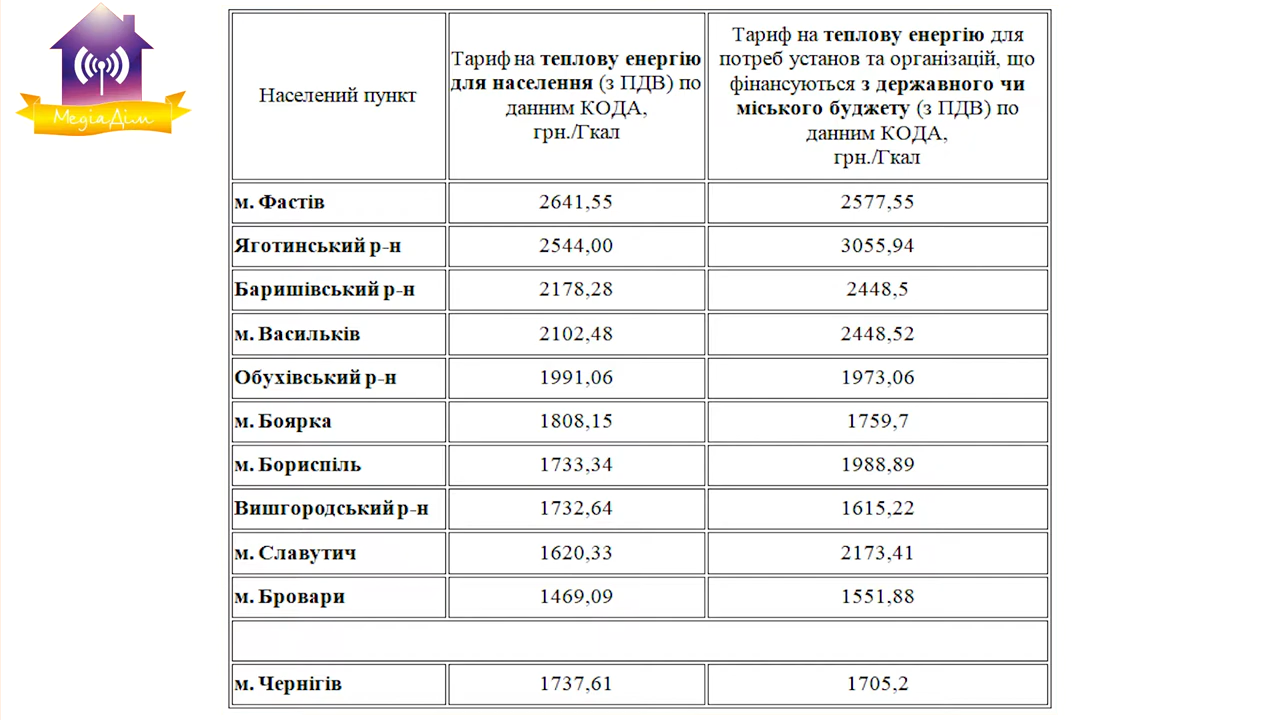 МедіаДім
Населений пункт
Тариф на теплову енергію
для населення (з ПДВ) по
данним КОДА,
грн./Гкал
Тариф на теплову енергію для
потреб установ та організацій, що
фінансуються з державного чи
міського буджету (з ПДВ) по
данним КОДА,
грн./Гкал
м. Фастів 2641,55 2577,55
Яготинський р-н 2544,00 3055,94
Баришівський р-н 2178,28 2448,5
м. Васильків 2102,48 2448,52
Обухівський р-н 1991,06 1973,06
м. Боярка 1808,15 1759,7
м. Бориспіль 1733,34 1988,89
Вишгородський р-н 1732,64 1615,22
м. Славутич 1620,33 2173,41
м. Бровари 1469,09 1551,88
м. Чернігів 1737,61 1705,2